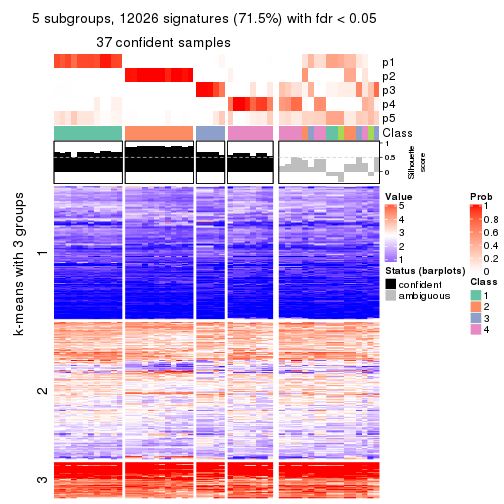 5 subgroups, 12026 signatures (71.5%) with fdr < 0.05
37 confident samples
p1
p2
p3
p4
p5
Class
1
0.5
0
Silhouette
score
k-means with 3 groups
1
2
3
Value
5
4
3
2
1
Status (barplots)
confident
ambiguous
Prob
1
0.8
0.6
0.4
0.2
0
Class
1
2
3
4